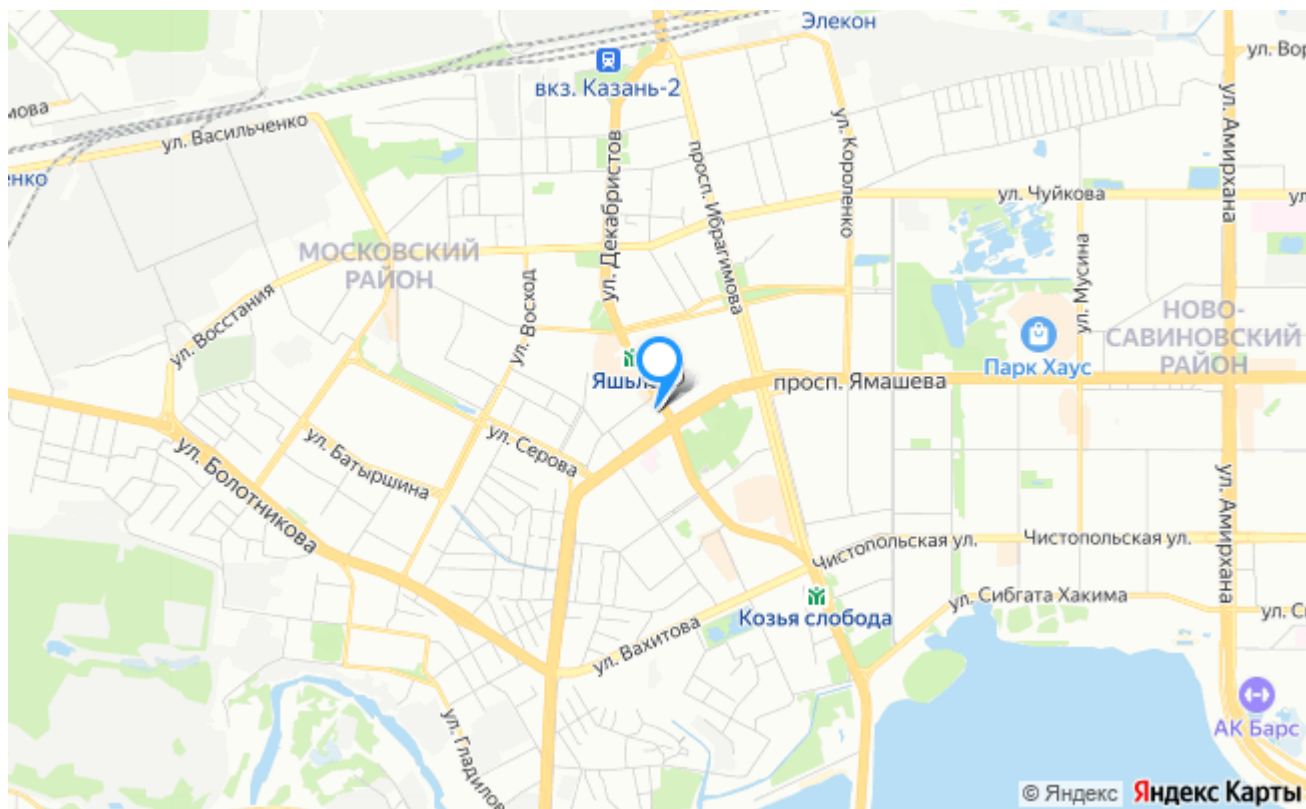 Элекон
ул. Вор
вкз. Казань-2
мова
ул. Васильченко
ул. Декабристов
просп. Ибрагимова
ул. Короленко
ул. Амирхана
енко
ул. Чуйкова
ул
МОСКОВСКИЙ
РАЙОН
ул. Восход
ул. Мусина
ул. Восстания
НОВО-
САВИНОВСКИЙ
РАЙОН
Парк Хаус
просп. Ямашева
ул. Серова
ул. Батыршина
ул. Болотникова
ул. Амирхана
Чистопольская ул.
Чистопольская ул.
Козья слобода
ул. Сибгата Хакима
ул. Си
ул. Вахитова
ул. Гладилов
АК Барс
© Яндекс
Яндекс Карты